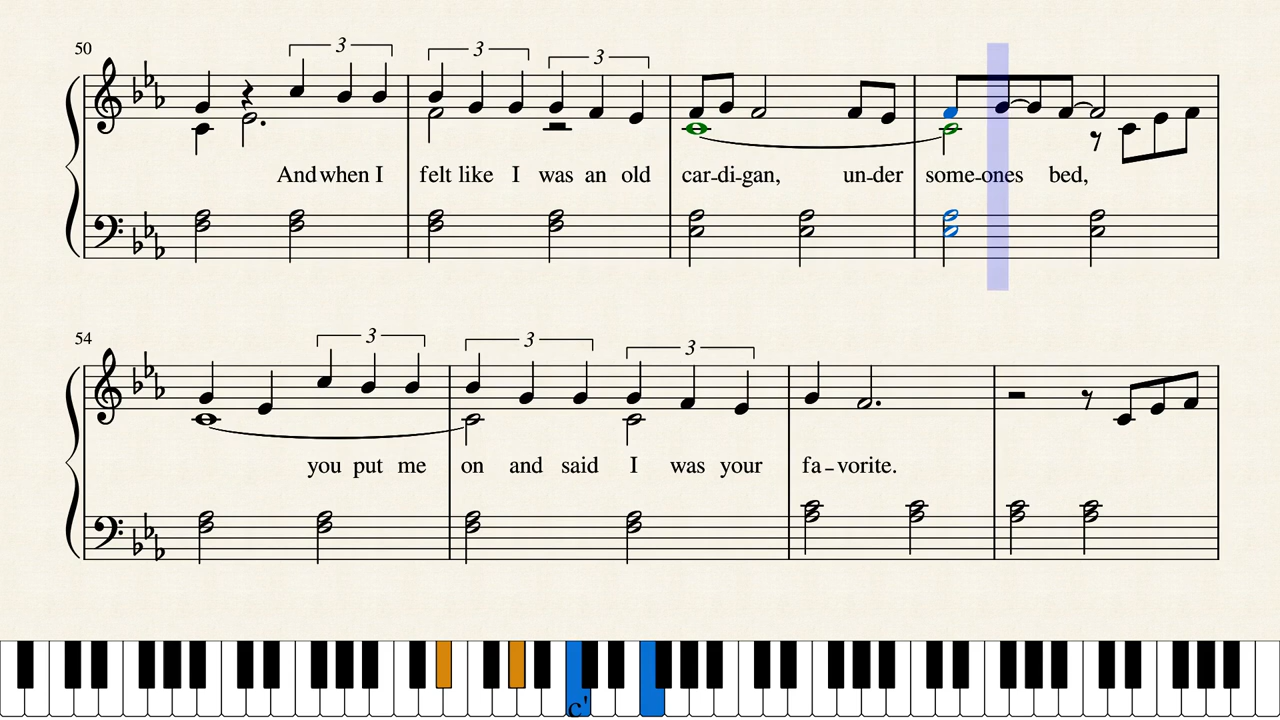 50
3
3
3
And when I felt like I was an old car-di-gan, un-der some-ones bed,
54
3
3
3
you put me on and said I was your fa-vorite.
c'